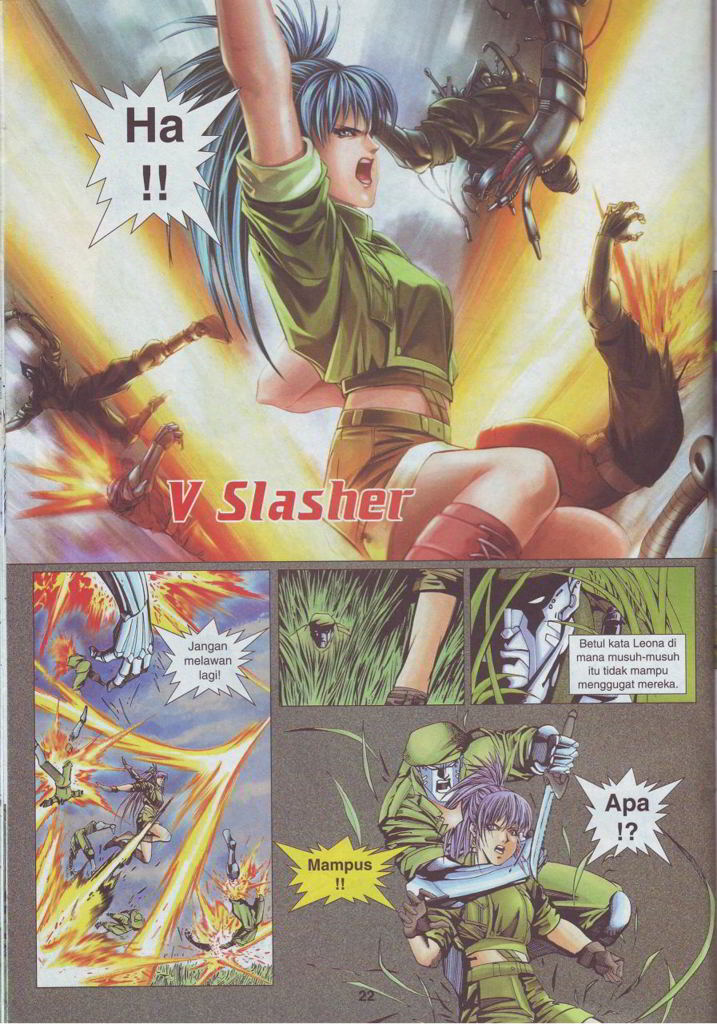 Ha
!!
V Slasher
Jangan
melawan
lagi!
Betul kata Leona di
mana musuh-musuh
itu tidak mampu
menggugat mereka.
Apa
!?
Mampus
!!
22